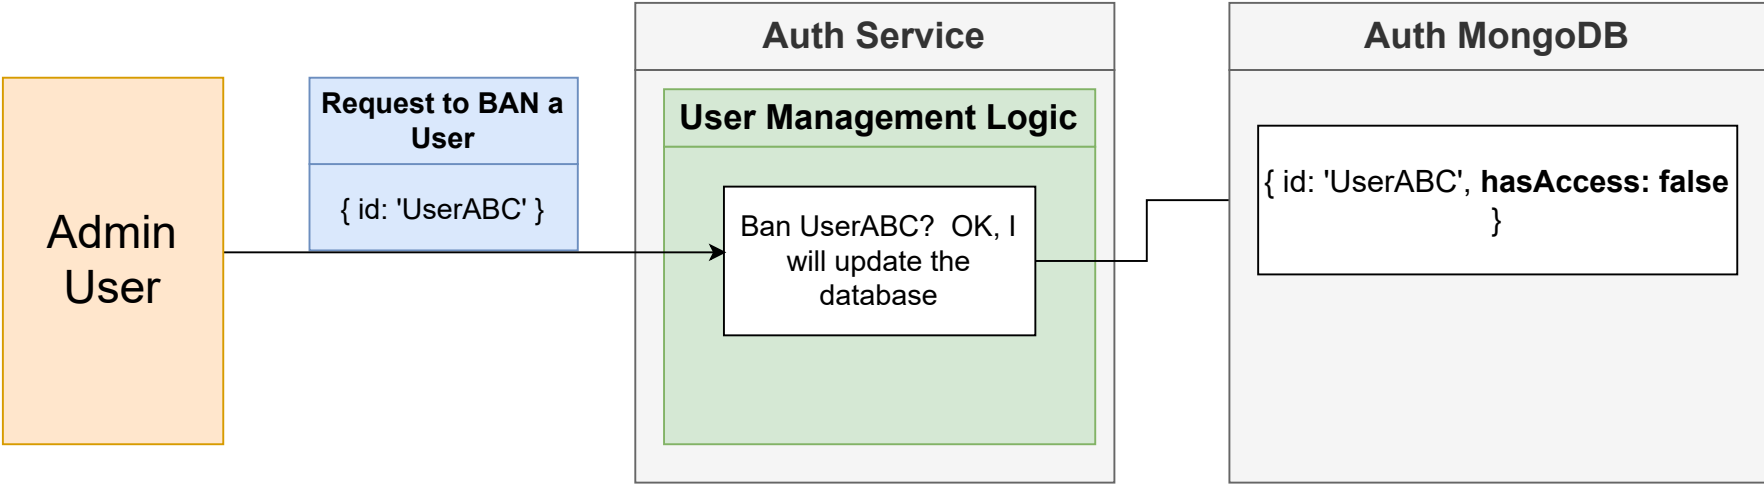 Admin
User
Request to BAN a
User
{ id: 'UserABC' }
Auth Service
User Management Logic
Ban UserABC?  OK, I
will update the
database
Auth MongoDB
{ id: 'UserABC', hasAccess: false
}